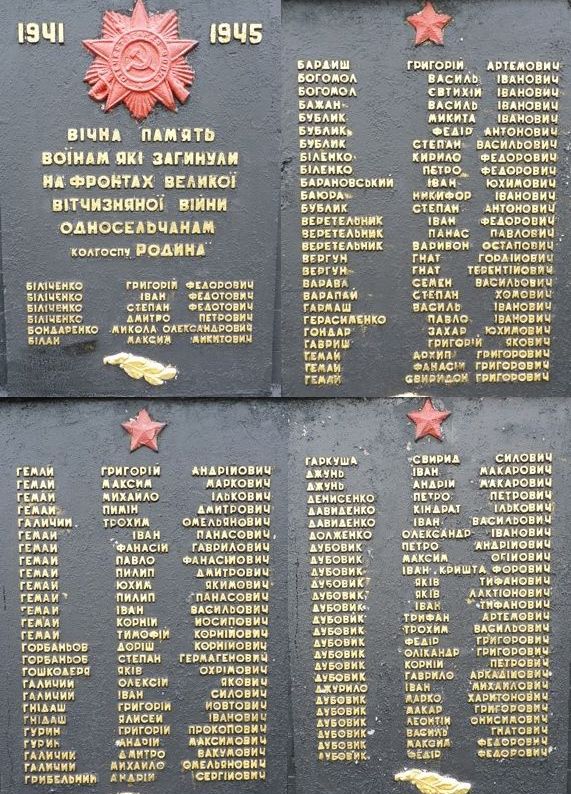 1941 1945
ВІЧНА ПАМ'ЯТЬ
ВОЇНАМ ЯКІ ЗАГИНУЛИ
НА ФРОНТАХ ВЕЛИКОЇ
ВІТЧИЗНЯНОЇ ВІЙНИ
ОДНОСЕЛЬЧАНАМ
КОЛГОСПУ РОДИНА
БІЛІЧЕНКО ГРИГОРІЙ ФЕДОРОВИЧ
БІЛІЧЕНКО ІВАН ФЕДОТОВИЧ
БІЛІЧЕНКО СТЕПАН ФЕДОТОВИЧ
БІЛІЧЕНКО ДМИТРО ПЕТРОВИЧ
БОНДАРЕНКО МИКОЛА ОЛЕКСАНДРОВИЧ
БІЛАН МАКСИМ МИКИТОВИЧ
БАРДИШ ГРИГОРІЙ АРТЕМОВИЧ
БОГОМОЛ ВАСИЛЬ ІВАНОВИЧ
БОГОМОЛ ЄВТИХІЙ ІВАНОВИЧ
БАЖАН ВАСИЛЬ ІВАНОВИЧ
БУБЛИК МИКИТА ІВАНОВИЧ
БУБЛИК ФЕДІР АНТОНОВИЧ
БУБЛИК СТЕПАН ВАСИЛЬОВИЧ
БІЛЕНКО КИРИЛО ФЕДОРОВИЧ
БІЛЕНКО ПЕТРО ФЕДОРОВИЧ
БАРАНОВСЬКИЙ ІВАН ЮХИМОВИЧ
БАЮРА НИКИФОР ІВАНОВИЧ
БУБЛИК СТЕПАН АНТОНОВИЧ
ВЕРЕТЕЛЬНИК ІВАН ФЕДОРОВИЧ
ВЕРЕТЕЛЬНИК ПАНАС ПАВЛОВИЧ
ВЕРЕТЕЛЬНИК ВАРИВОН ОСТАПОВИЧ
ВЕРГУН ГНАТ ГОРДІЙОВИЧ
ВЕРГУН ГНАТ ТЕРЕНТІЙОВИЧ
ВАРАВА СЕМЕН ВАСИЛЬОВИЧ
ВАРАПАЙ СТЕПАН ХОМОВИЧ
ГАРМАШ ВАСИЛЬ ІВАНОВИЧ
ГЕРАСИМЕНКО ПАВЛО ІВАНОВИЧ
ГОНДАР ЗАХАР ЮХИМОВИЧ
ГАВРИШ ГРИГОРІЙ ЯКОВИЧ
ГЕМАЙ АРХИП ГРИГОРОВИЧ
ГЕМАЙ ФАНАСІЙ ГРИГОРОВИЧ
ГЕМАЙ СВИРИДОН ГРИГОРОВИЧ
ГЕМАЙ ГРИГОРІЙ АНДРІЙОВИЧ
ГЕМАЙ МАКСИМ МАРКОВИЧ
ГЕМАЙ МИХАЙЛО ІЛЬКОВИЧ
ГЕМАЙ ПИМІН ДМИТРОВИЧ
ГАЛИЧИЙ ТРОХИМ ОМЕЛЬЯНОВИЧ
ГЕМАЙ ІВАН ПАНАСОВИЧ
ГЕМАЙ ФАНАСІЙ ГАВРИЛОВИЧ
ГЕМАЙ ПАВЛО ФАНАСІЙОВИЧ
ГЕМАЙ ПИЛИП ДМИТРОВИЧ
ГЕМАЙ ЮХИМ ЯКИМОВИЧ
ГЕМАЙ ПИЛИП ПАНАСОВИЧ
ГЕМАЙ ІВАН ВАСИЛЬОВИЧ
ГЕМАЙ КОРНІЙ ЙОСИПОВИЧ
ГЕМАЙ ТИМОФІЙ КОРНІЙОВИЧ
ГОРБАНЬОВ ДОРІШ КОРНІЙОВИЧ
ГОРБАНЬОВ СТЕПАН ГЕРМАГЕНОВИЧ
ГОШКОДЕРЯ ЯКІВ ОХРІМОВИЧ
ГАЛИЧИЙ ОЛЕКСІЙ ЯКОВИЧ
ГАЛИЧИЙ ІВАН СИЛОВИЧ
ГНІДАШ ГРИГОРІЙ ЙОВТОВИЧ
ГНІДАШ ЯЛИСЕЙ ІВАНОВИЧ
ГУРИН ГРИГОРІЙ ПРОКОПОВИЧ
ГУРИН АНДРІЙ МАКСИМОВИЧ
ГАЛИЧИЙ ДМИТРО ВАКУМОВИЧ
ГАЛИЧИЙ МИХАЙЛО ОМЕЛЬЯНОВИЧ
ГРИБЕЛЬНИЙ АНДРІЙ СЕРГІЙОВИЧ
ГАРКУША СВИРИД СИЛОВИЧ
ДЖУНЬ ІВАН МАКАРОВИЧ
ДЖУНЬ АНДРІЙ МАКАРОВИЧ
ДЕНИСЕНКО ПЕТРО ПЕТРОВИЧ
ДАВИДЕНКО КІНДРАТ ІЛЬКОВИЧ
ДАВИДЕНКО ІВАН ВАСИЛЬОВИЧ
ДОЛЖЕНКО ОЛЕКСАНДР ІВАНОВИЧ
ДУБОВИК ПЕТРО АНДРІЙОВИЧ
ДУБОВИК МАКСИМ ОГІЙОВИЧ
ДУБОВИК ІВАН. КРИШТА. ФОРОВИЧ
ДУБОВИК ЯКІВ ТИФАНОВИЧ
ДУБОВИК ЯКІВ ЛАКТІОНОВИЧ
ДУБОВИК ІВАН ТИФАНОВИЧ
ДУБОВИК ТРИФАН АРТЕМОВИЧ
ДУБОВИК ТРОХИМ ВАСИЛЬОВИЧ
ДУБОВИК ФЕДІР ГРИГОРОВИЧ
ДУБОВИК ОЛІКАНДР ГРИГОРОВИЧ
ДУБОВИК КОРНІЙ ПЕТРОВИЧ
ДУБОВИК ГАВРИЛО АРКАДІЙОВИЧ
ДЖУРИЛО ІВАН МИХАЙЛОВИЧ
ДУБОВИК МАРКО ХАРИТОНОВИЧ
ДУБОВИК МАКАР ГРИГОРОВИЧ
ДУБОВИК ЛЕОНТІЙ ОНИСИМОВИЧ
ДУБОВИК ВАСИЛЬ ГНАТОВИЧ
ДУБОВИК МАКСИМ ФЕДОРОВИЧ
ДУБОВИК ФЕДІР ФЕДОРОВИЧ